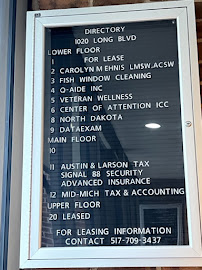 DIRECTORY
1020 LONG BLVD
LOWER FLOOR
1 FOR LEASE
2 CAROLYN M EHNIS LMSW,ACSW
3 FISH WINDOW CLEANING
4 Q-AIDE INC
5 VETERAN WELLNESS
6 CENTER OF ATTENTION ICC
8 NORTH DAKOTA
9 DATAEXAM
MAIN FLOOR
10
11 AUSTIN & LARSON TAX
SIGNAL 88 SECURITY
ADVANCED INSURANCE
12 MID-MICH TAX & ACCOUNTING
UPPER FLOOR
20 LEASED
FOR LEASING INFORMATION
CONTACT 517-709-3437